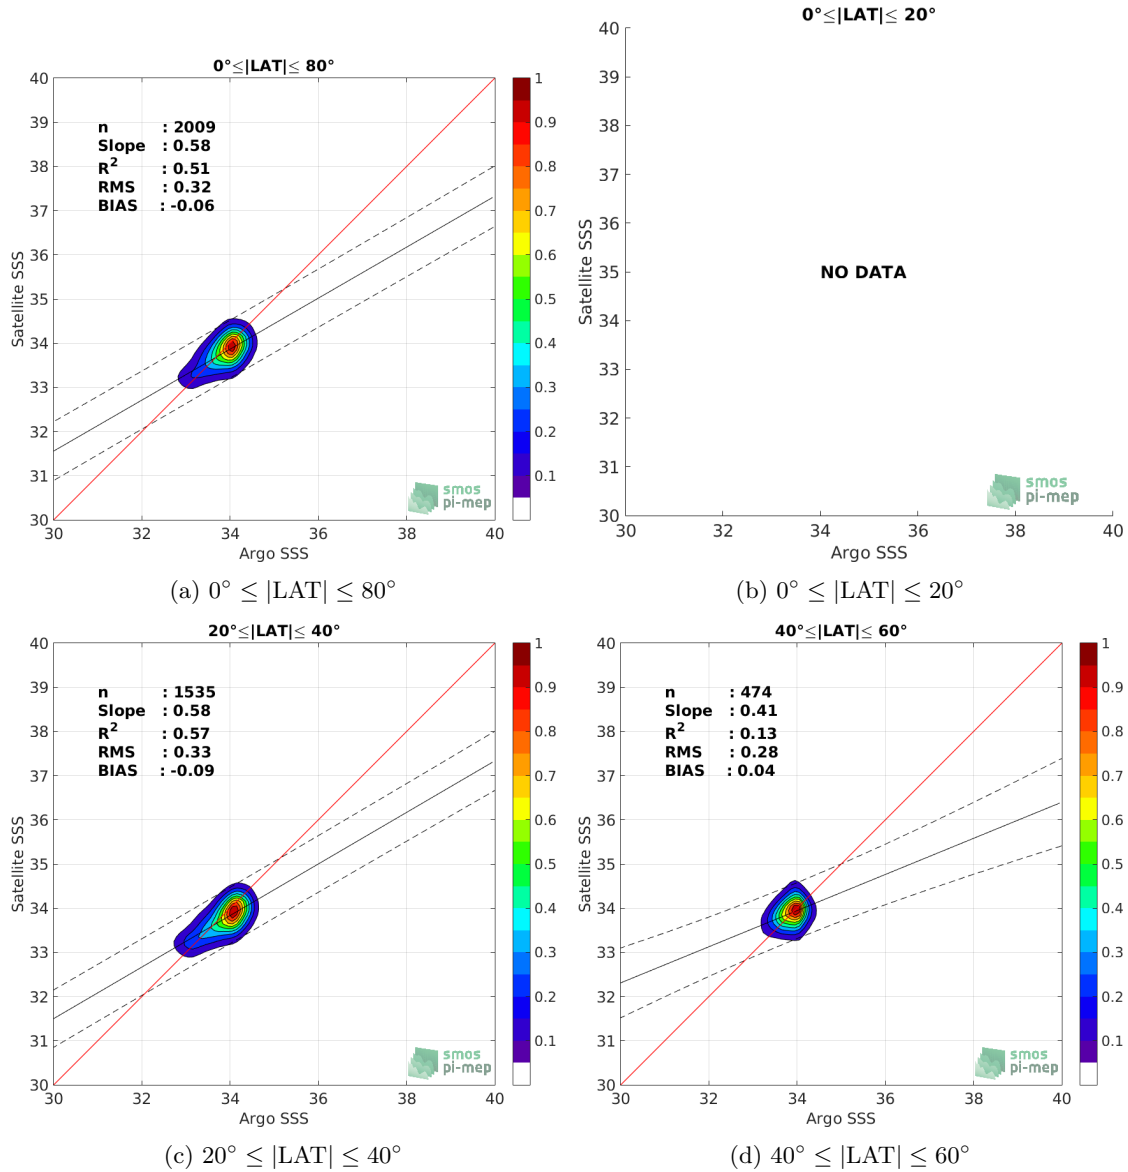 0°≤|LAT|≤ 80°
40
39
38
37
36
35
34
33
32
31
30
Satellite SSS
n : 2009
Slope : 0.58
R² : 0.51
RMS : 0.32
BIAS : -0.06
smos
pi-mep
30 32 34 36 38 40
Argo SSS
1
0.9
0.8
0.7
0.6
0.5
0.4
0.3
0.2
0.1
(a) 0° ≤ |LAT| ≤ 80°
0°≤|LAT|≤ 20°
40
39
38
37
36
35
34
33
32
31
30
Satellite SSS
NO DATA
smos
pi-mep
30 32 34 36 38 40
Argo SSS
(b) 0° ≤ |LAT| ≤ 20°
20°≤|LAT|≤ 40°
40
39
38
37
36
35
34
33
32
31
30
Satellite SSS
n : 1535
Slope : 0.58
R² : 0.57
RMS : 0.33
BIAS : -0.09
smos
pi-mep
30 32 34 36 38 40
Argo SSS
1
0.9
0.8
0.7
0.6
0.5
0.4
0.3
0.2
0.1
(c) 20° ≤ |LAT| ≤ 40°
40°≤|LAT|≤ 60°
40
39
38
37
36
35
34
33
32
31
30
Satellite SSS
n : 474
Slope : 0.41
R² : 0.13
RMS : 0.28
BIAS : 0.04
smos
pi-mep
30 32 34 36 38 40
Argo SSS
1
0.9
0.8
0.7
0.6
0.5
0.4
0.3
0.2
0.1
(d) 40° ≤ |LAT| ≤ 60°